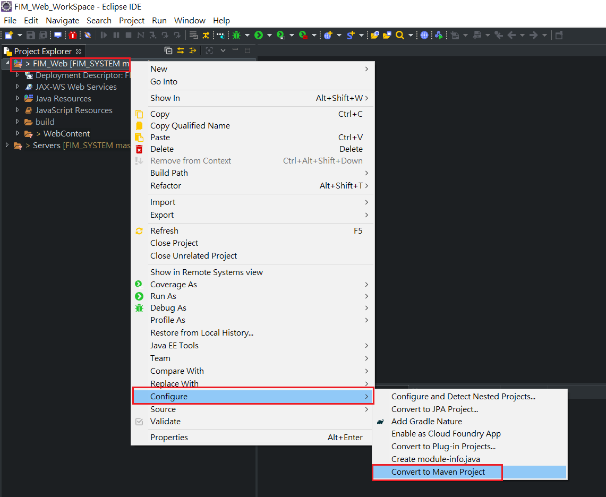 FIM_Web_WorkSpace - Eclipse IDE
File Edit Navigate Search Project Run Window Help
Project Explorer
> FIM_Web [FIM_SYSTEM ma
Deployment Descriptor: F
JAX-WS Web Services
Java Resources
JavaScript Resources
build
> WebContent
> Servers [FIM_SYSTEM mas
New
Go Into
Show In Alt+Shift+W
Copy Ctrl+C
Copy Qualified Name
Paste Ctrl+V
Delete Delete
Remove from Context Ctrl+Alt+Shift+Down
Build Path
Refactor Alt+Shift+T
Import
Export
Refresh F5
Close Project
Close Unrelated Project
Show in Remote Systems view
Coverage As
Run As
Debug As
Profile As
Restore from Local History...
Java EE Tools
Team
Compare With
Replace With
Configure
Source
Validate
Properties Alt+Enter
Configure and Detect Nested Projects...
Convert to JPA Project...
Add Gradle Nature
Enable as Cloud Foundry App
Convert to Plug-in Projects...
Create module-info.java
Convert to Maven Project